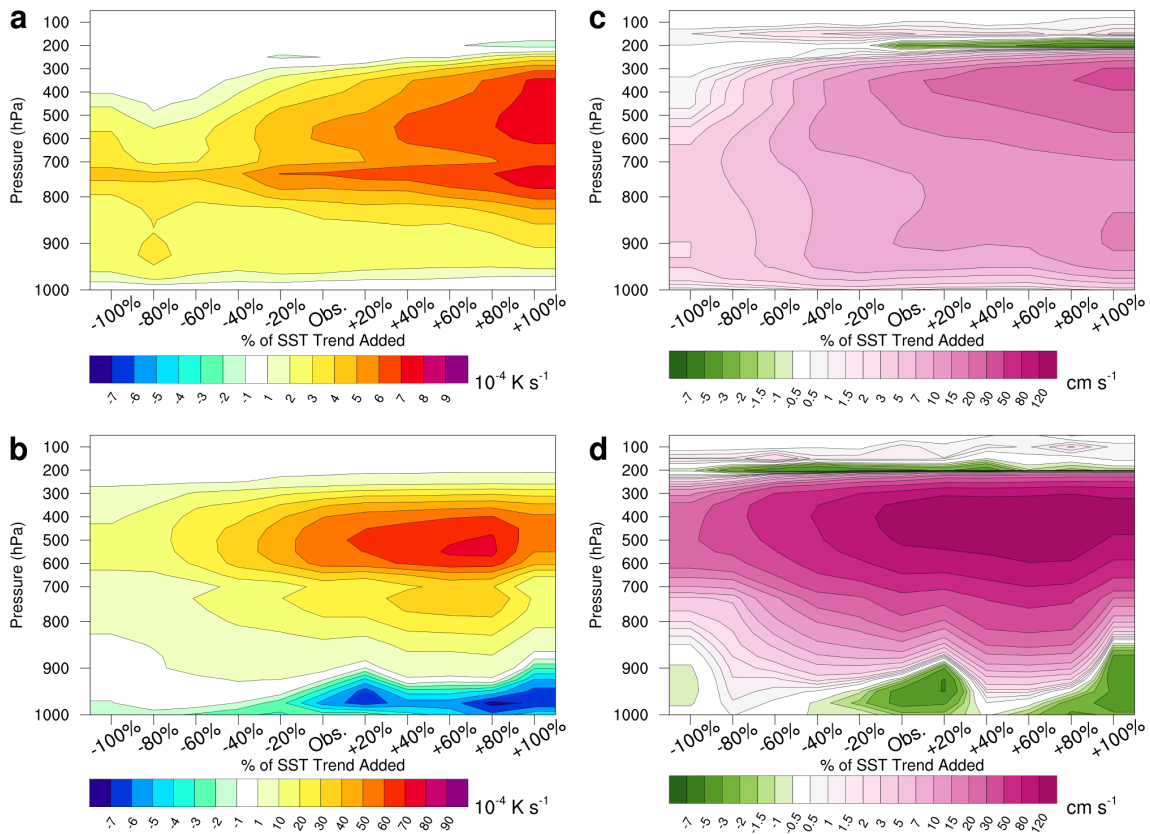 a
Pressure (hPa)
100
200
300
400
500
600
700
800
900
1000
-100% -80% -60% -40% -20% Obs. +20% +40% +60% +80% +100%
% of SST Trend Added
-7 -6 -5 -4 -3 -2 -1 1 2 3 4 5 6 7 8 9
10-4 K s-1
c
Pressure (hPa)
100
200
300
400
500
600
700
800
900
1000
-100% -80% -60% -40% -20% Obs. +20% +40% +60% +80% +100%
% of SST Trend Added
-7 -5 -3 -2 -1.5 -1 -0.5 0.5 1 1.5 2 3 5 7 10 15 20 30 50 80 120
cm s-1
b
Pressure (hPa)
100
200
300
400
500
600
700
800
900
1000
-100% -80% -60% -40% -20% Obs. +20% +40% +60% +80% +100%
% of SST Trend Added
-7 -6 -5 -4 -3 -2 -1 1 10 20 30 40 50 60 70 80 90
10-4 K s-1
d
Pressure (hPa)
100
200
300
400
500
600
700
800
900
1000
-100% -80% -60% -40% -20% Obs. +20% +40% +60% +80% +100%
% of SST Trend Added
-7 -5 -3 -2 -1.5 -1 -0.5 0.5 1 1.5 2 3 5 7 10 15 20 30 50 80 120
cm s-1